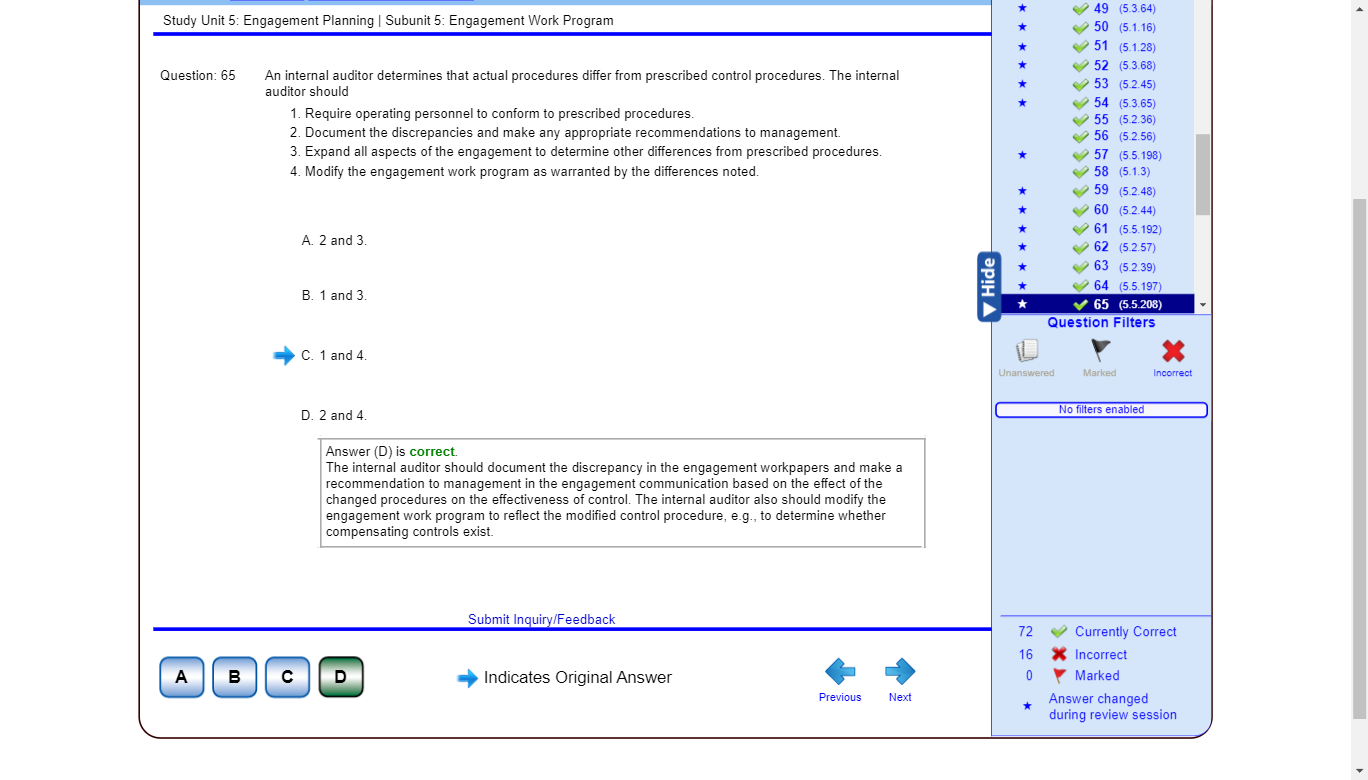 Study Unit 5: Engagement Planning | Subunit 5: Engagement Work Program
Question: 65
An internal auditor determines that actual procedures differ from prescribed control procedures. The internal
auditor should
1. Require operating personnel to conform to prescribed procedures.
2. Document the discrepancies and make any appropriate recommendations to management.
3. Expand all aspects of the engagement to determine other differences from prescribed procedures.
4. Modify the engagement work program as warranted by the differences noted.
A. 2 and 3.
B. 1 and 3.
C. 1 and 4.
D. 2 and 4.
Answer (D) is correct.
The internal auditor should document the discrepancy in the engagement workpapers and make a
recommendation to management in the engagement communication based on the effect of the
changed procedures on the effectiveness of control. The internal auditor also should modify the
engagement work program to reflect the modified control procedure, e.g., to determine whether
compensating controls exist.
Submit Inquiry/Feedback
A B C D
Indicates Original Answer
Previous
Next
49 (5.3.64)
50 (5.1.16)
51 (5.1.28)
52 (5.3.68)
53 (5.2.45)
54 (5.3.65)
55 (5.2.36)
56 (5.2.56)
57 (5.5.198)
58 (5.1.3)
59 (5.2.48)
60 (5.2.44)
61 (5.5.192)
62 (5.2.57)
63 (5.2.39)
64 (5.5.197)
65 (5.5.208)
Hide
Question Filters
Unanswered Marked Incorrect
No filters enabled
72 Currently Correct
16 Incorrect
0 Marked
Answer changed
during review session